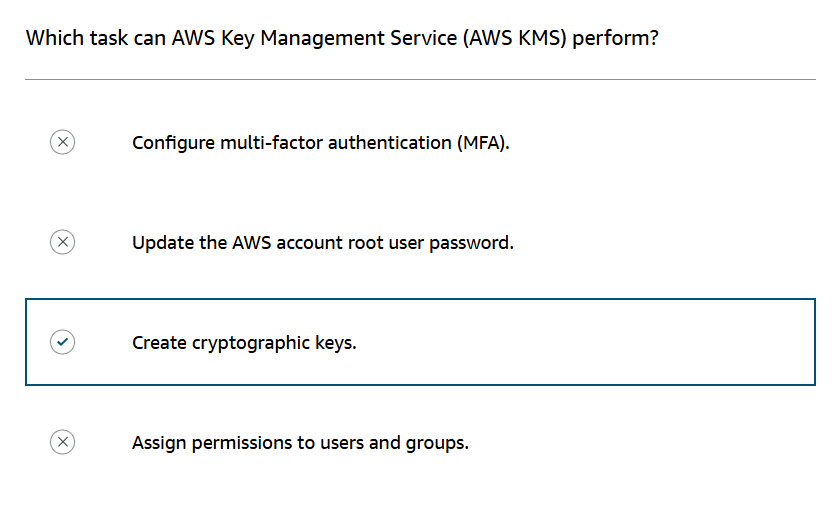 Which task can AWS Key Management Service (AWS KMS) perform?
Configure multi-factor authentication (MFA).
Update the AWS account root user password.
Create cryptographic keys.
Assign permissions to users and groups.